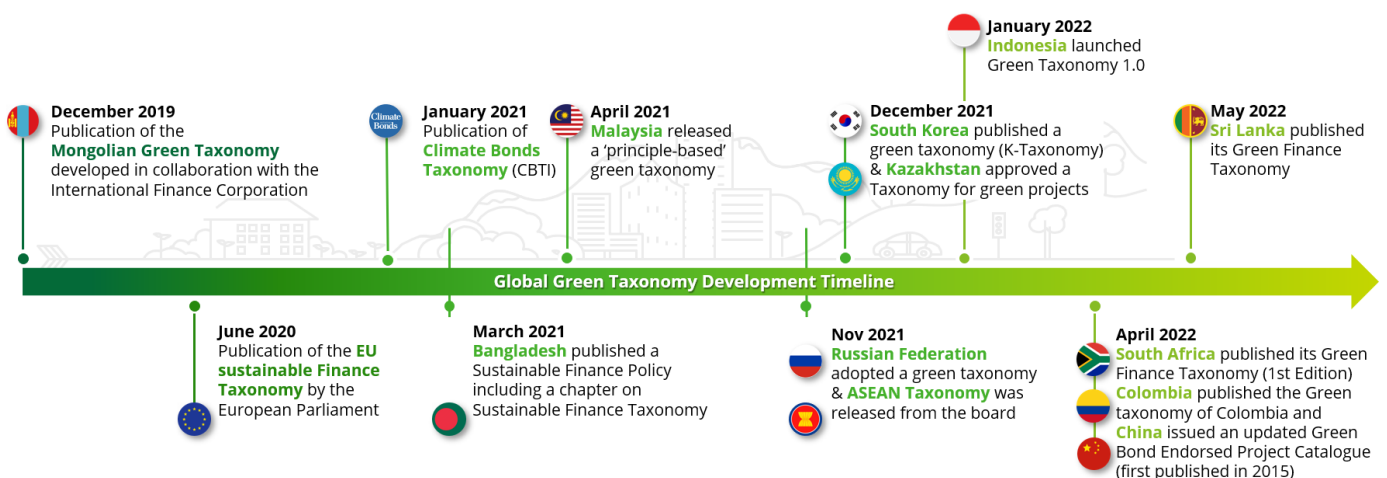 January 2022
Indonesia launched
Green Taxonomy 1.0
December 2019
Publication of the
Mongolian Green Taxonomy
developed in collaboration with the
International Finance Corporation
Climate
Bonds
January 2021
Publication of
Climate Bonds
Taxonomy (CBTI)
April 2021
Malaysia released
a ‘principle-based’
green taxonomy
December 2021
South Korea published a
green taxonomy (K-Taxonomy)
& Kazakhstan approved a
Taxonomy for green projects
May 2022
Sri Lanka published
its Green Finance
Taxonomy
Global Green Taxonomy Development Timeline
June 2020
Publication of the EU
sustainable Finance
Taxonomy by the
European Parliament
March 2021
Bangladesh published a
Sustainable Finance Policy
including a chapter on
Sustainable Finance Taxonomy
Nov 2021
Russian Federation
adopted a green taxonomy
& ASEAN Taxonomy was
released from the board
April 2022
South Africa published its Green
Finance Taxonomy (1st Edition)
Colombia published the Green
taxonomy of Colombia and
China issued an updated Green
Bond Endorsed Project Catalogue
(first published in 2015)